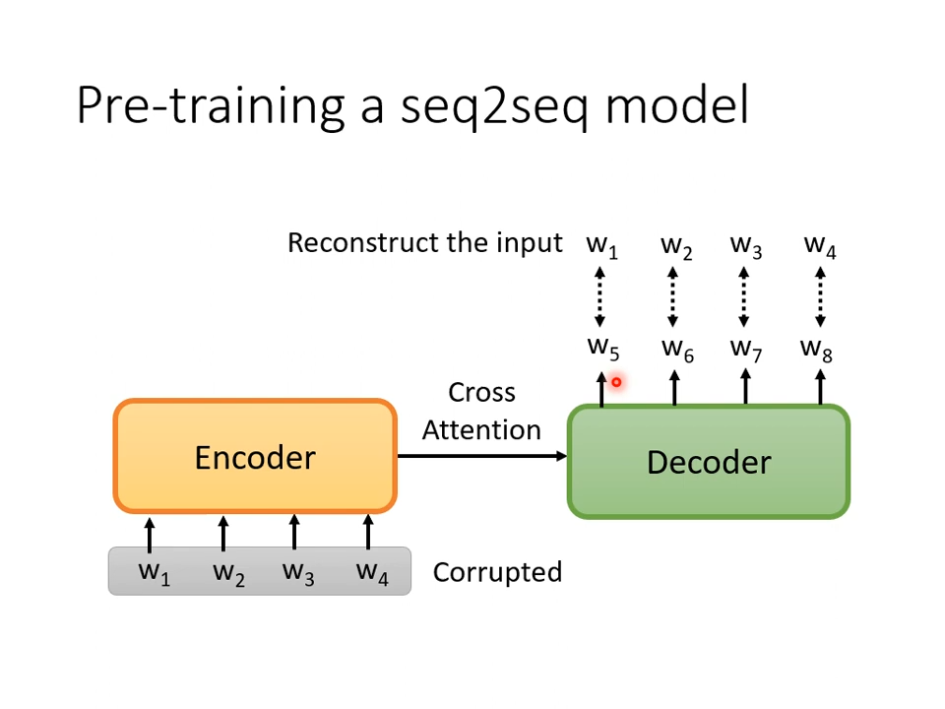 Pre-training a seq2seq model
Reconstruct the input w₁ w₂ w₃ w₄
w₅ w₆ w₇ w₈
Cross
Attention
Encoder
Decoder
w₁ w₂ w₃ w₄ Corrupted